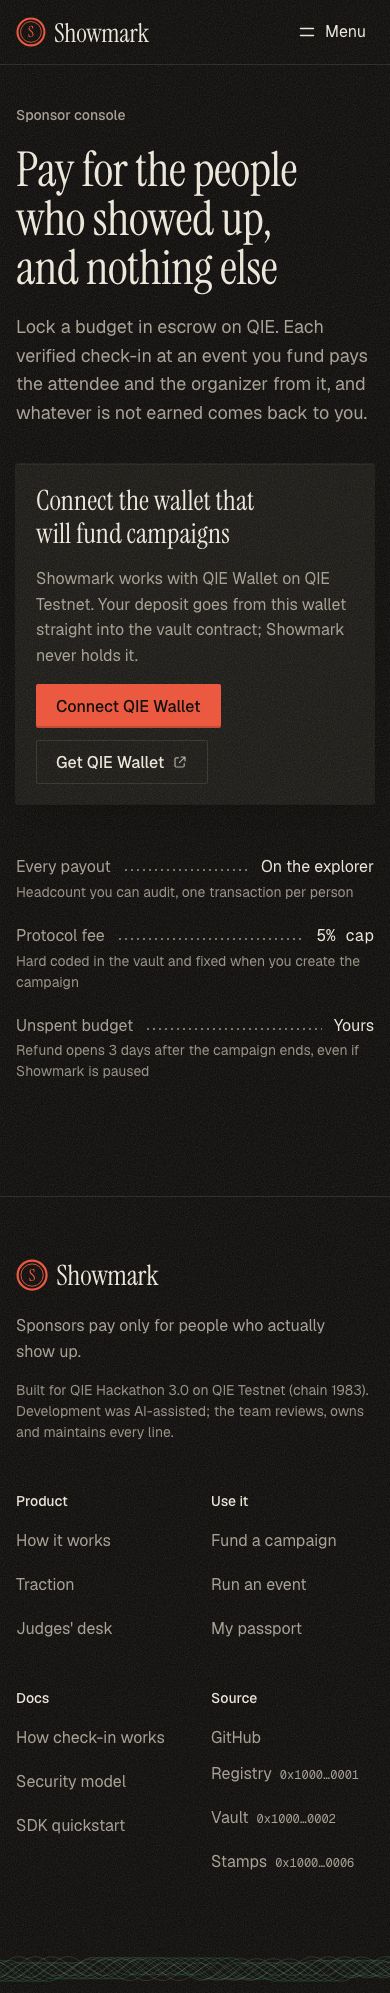 S Showmark
Menu
Sponsor console
Pay for the people
who showed up,
and nothing else
Lock a budget in escrow on QIE. Each
verified check-in at an event you fund pays
the attendee and the organizer from it, and
whatever is not earned comes back to you.
Connect the wallet that
will fund campaigns
Showmark works with QIE Wallet on QIE
Testnet. Your deposit goes from this wallet
straight into the vault contract; Showmark
never holds it.
Connect QIE Wallet
Get QIE Wallet
Every payout On the explorer
Headcount you can audit, one transaction per person
Protocol fee 5% cap
Hard coded in the vault and fixed when you create the
campaign
Unspent budget Yours
Refund opens 3 days after the campaign ends, even if
Showmark is paused
S Showmark
Sponsors pay only for people who actually
show up.
Built for QIE Hackathon 3.0 on QIE Testnet (chain 1983).
Development was AI-assisted; the team reviews, owns
and maintains every line.
Product
How it works
Traction
Judges' desk
Use it
Fund a campaign
Run an event
My passport
Docs
How check-in works
Security model
SDK quickstart
Source
GitHub
Registry 0x1000…0001
Vault 0x1000…0002
Stamps 0x1000…0006